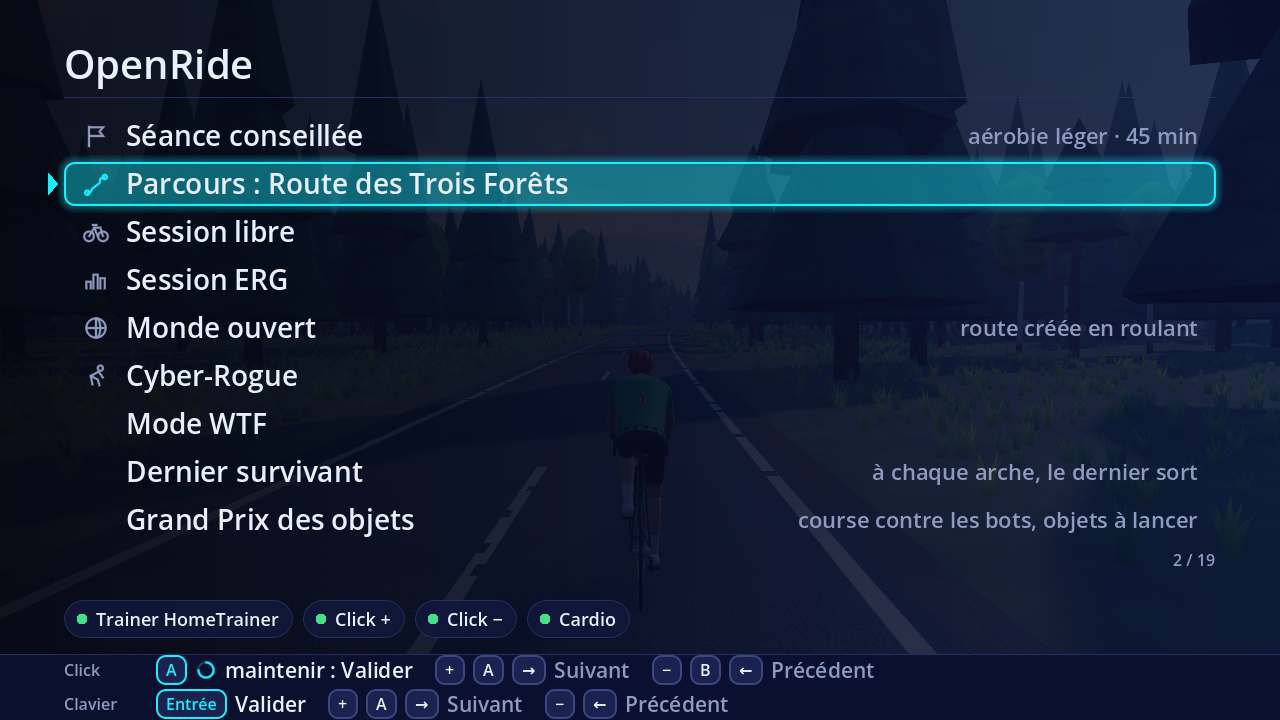 OpenRide
Séance conseillée aérobie léger · 45 min
Parcours : Route des Trois Forêts
Session libre
Session ERG
Monde ouvert route créée en roulant
Cyber-Rogue
Mode WTF
Dernier survivant à chaque arche, le dernier sort
Grand Prix des objets course contre les bots, objets à lancer
2 / 19
Trainer HomeTrainer Click + Click − Cardio
Click A maintenir : Valider + A → Suivant − B ← Précédent
Clavier Entrée Valider + A → Suivant − ← Précédent